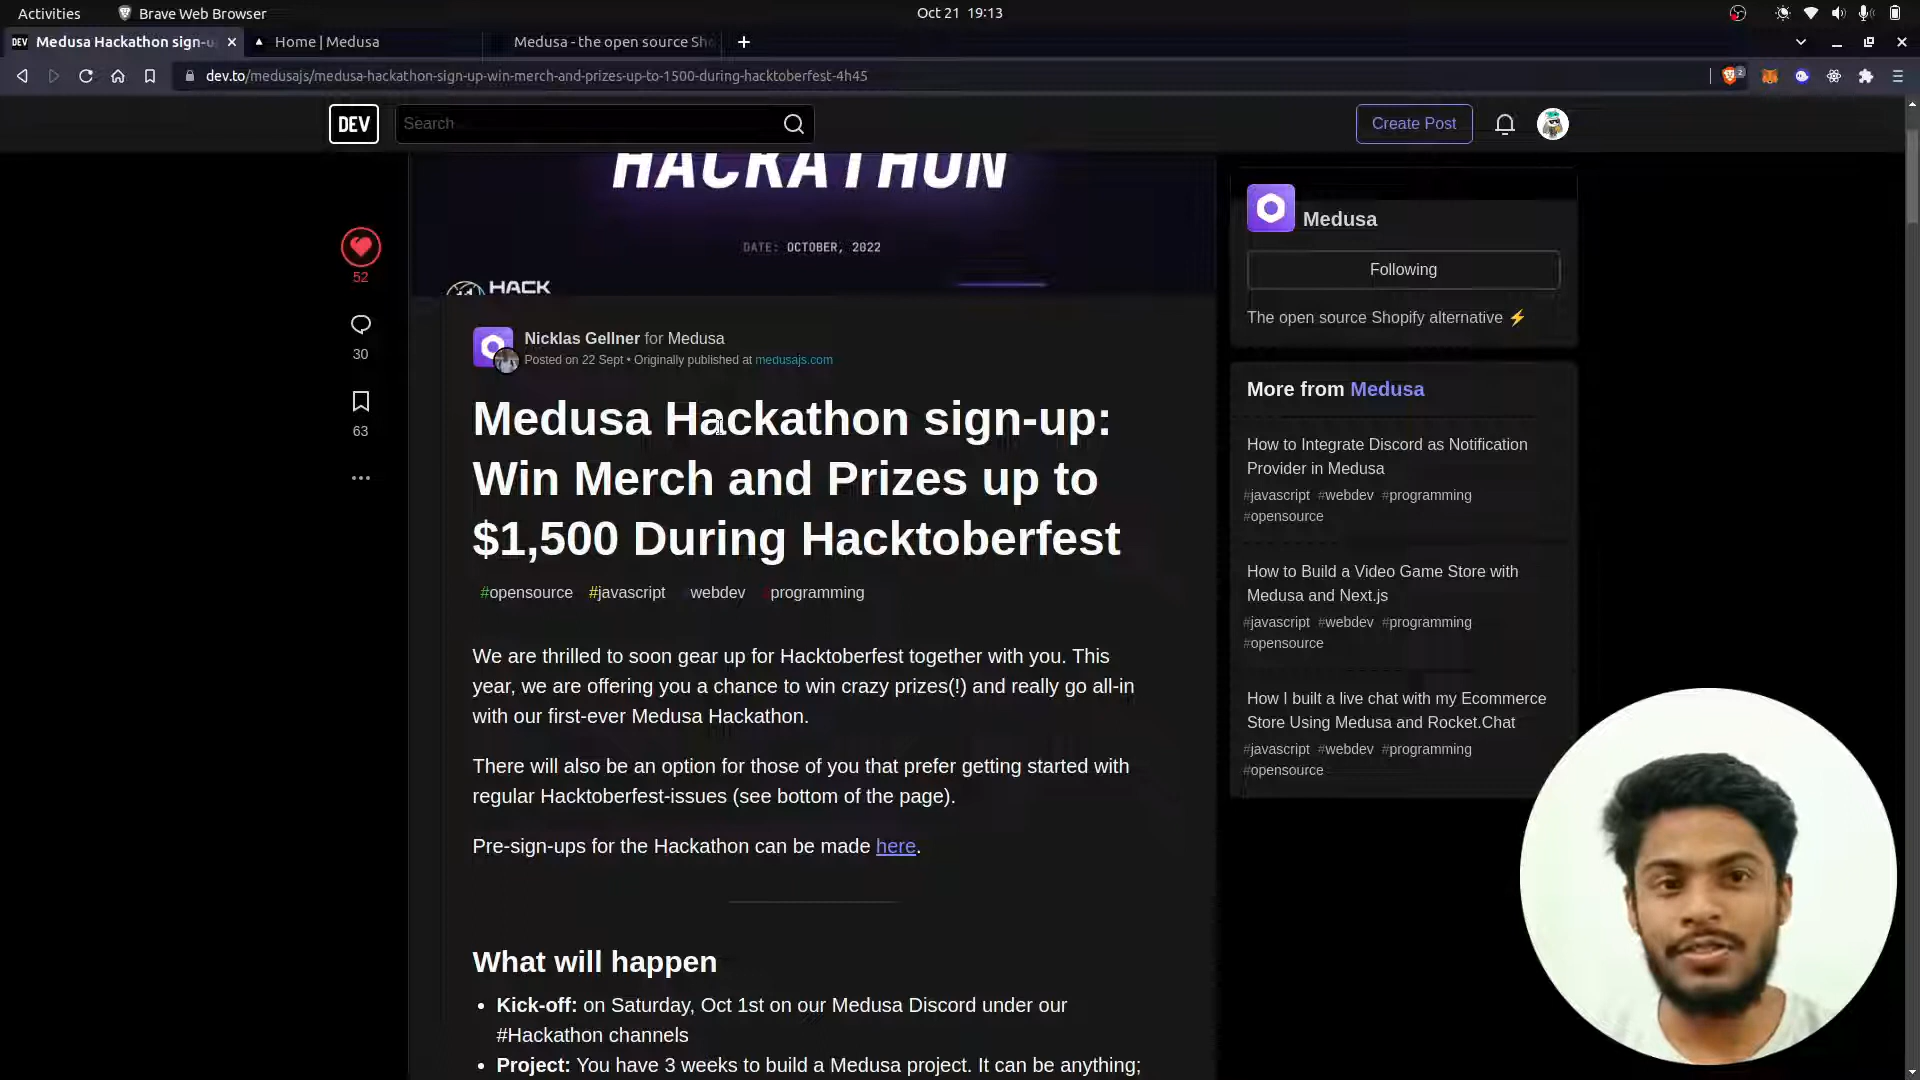 Activities
Brave Web Browser
Oct 21 19:13
DEV
Medusa Hackathon sign-u
Home | Medusa
Medusa - the open source Sho
dev.to/medusajs/medusa-hackathon-sign-up-win-merch-and-prizes-up-to-1500-during-hacktoberfest-4h45
2
DEV
Search...
Create Post
HACKATHON
DATE: OCTOBER, 2022
HACK
52
30
63
Nicklas Gellner for Medusa
Posted on 22 Sept • Originally published at medusajs.com
Medusa Hackathon sign-up:
Win Merch and Prizes up to
$1,500 During Hacktoberfest
#opensource #javascript webdev programming
We are thrilled to soon gear up for Hacktoberfest together with you. This
year, we are offering you a chance to win crazy prizes(!) and really go all-in
with our first-ever Medusa Hackathon.
There will also be an option for those of you that prefer getting started with
regular Hacktoberfest-issues (see bottom of the page).
Pre-sign-ups for the Hackathon can be made here.
What will happen
• Kick-off: on Saturday, Oct 1st on our Medusa Discord under our
#Hackathon channels
• Project: You have 3 weeks to build a Medusa project. It can be anything;
Medusa
Following
The open source Shopify alternative ⚡
More from Medusa
How to Integrate Discord as Notification
Provider in Medusa
#javascript #webdev #programming
#opensource
How to Build a Video Game Store with
Medusa and Next.js
#javascript #webdev #programming
#opensource
How I built a live chat with my Ecommerce
Store Using Medusa and Rocket.Chat
#javascript #webdev #programming
#opensource